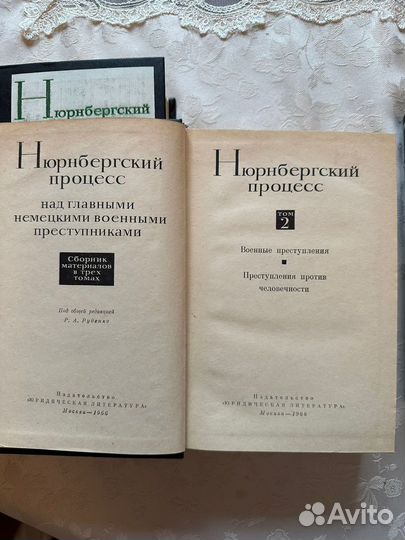 Нюрнбергский
Нюрнбергский
процесс
над главными
немецкими военными
преступниками
Сборник
материалов
в трех
томах
Под общей редакцией
Р. А. Руденко
Издательство
«ЮРИДИЧЕСКАЯ ЛИТЕРАТУРА»
Москва—1966
Нюрнбергский
процесс
ТОМ
2
Военные преступления
Преступления против
человечности
Издательство
«ЮРИДИЧЕСКАЯ ЛИТЕРАТУРА»
Москва—1966
Avito